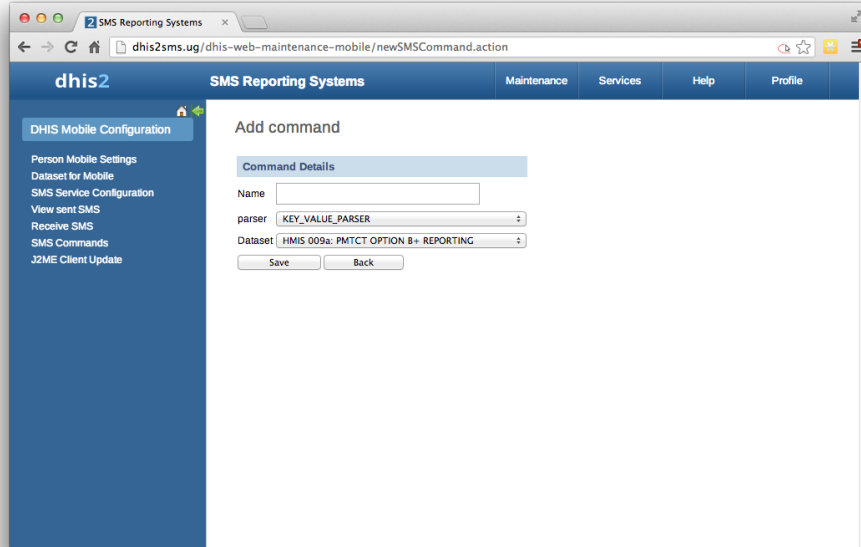 SMS Reporting Systems
dhis2sms.ug/dhis-web-maintenance-mobile/newSMSCommand.action
dhis2
SMS Reporting Systems
Maintenance
Services
Help
Profile
DHIS Mobile Configuration
Person Mobile Settings
Dataset for Mobile
SMS Service Configuration
View sent SMS
Receive SMS
SMS Commands
J2ME Client Update
Add command
Command Details
Name
parser KEY_VALUE_PARSER
Dataset HMIS 009a: PMTCT OPTION B+ REPORTING
Save Back